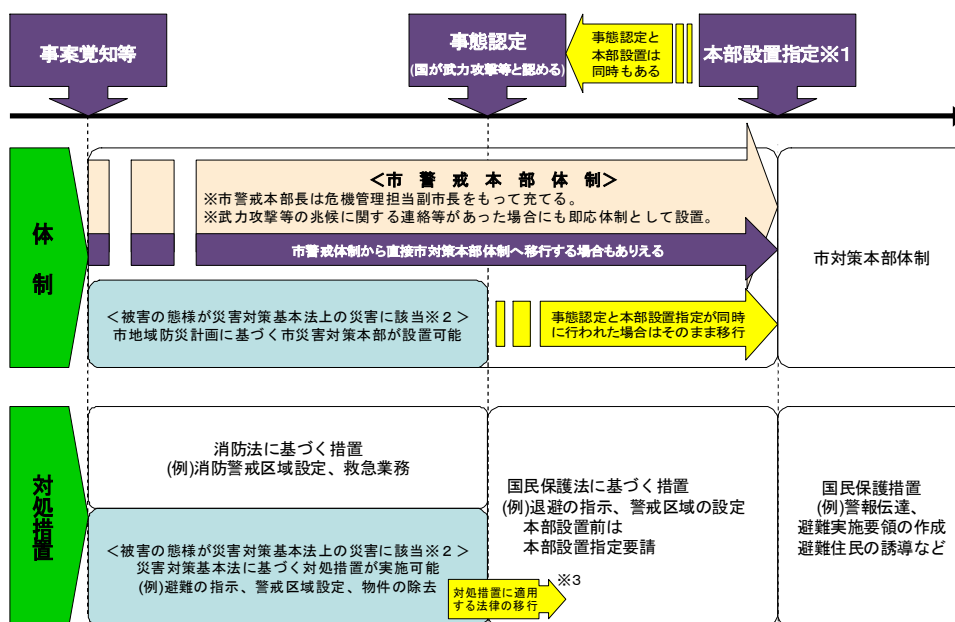 事案覚知等
事態認定
(国が武力攻撃等と認める)
事態認定と
本部設置は
同時もある
本部設置指定※1
体制
＜市警戒本部体制＞
※市警戒本部長は危機管理担当副市長をもって充てる。
※武力攻撃等の兆候に関する連絡等があった場合にも即応体制として設置。
市警戒体制から直接市対策本部体制へ移行する場合もありえる
市対策本部体制
＜被害の態様が災害対策基本法上の災害に該当※２＞
市地域防災計画に基づく市災害対策本部が設置可能
事態認定と本部設置指定が同時
に行われた場合はそのまま移行
対処措置
消防法に基づく措置
(例)消防警戒区域設定、救急業務
国民保護法に基づく措置
(例)退避の指示、警戒区域の設定
本部設置前は
本部設置指定要請
国民保護措置
(例)警報伝達、
避難実施要領の作成
避難住民の誘導など
＜被害の態様が災害対策基本法上の災害に該当※２＞
災害対策基本法に基づく対処措置が実施可能
(例)避難の指示、警戒区域設定、物件の除去
対処措置に適用
する法律の移行
※3